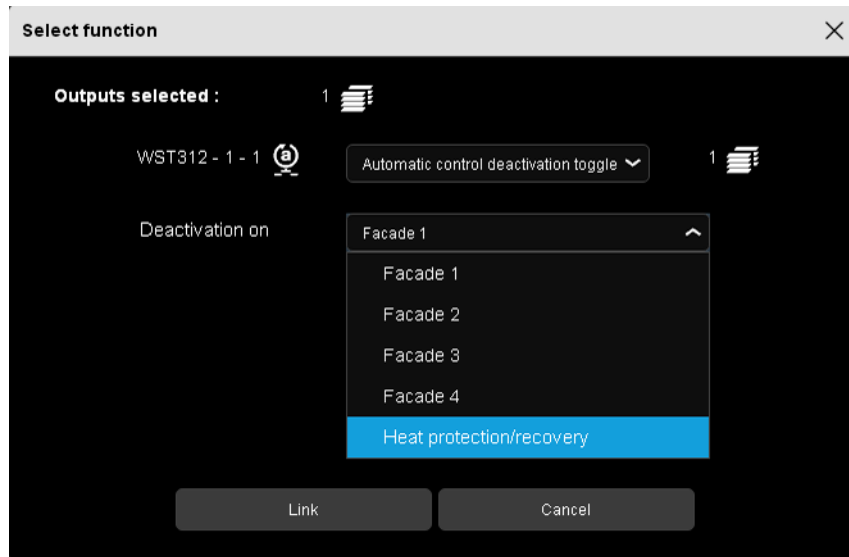 Select function
Outputs selected : 1
WST312 - 1 - 1 a Automatic control deactivation toggle 1
Deactivation on Facade 1
Facade 1
Facade 2
Facade 3
Facade 4
Heat protection/recovery
Link Cancel